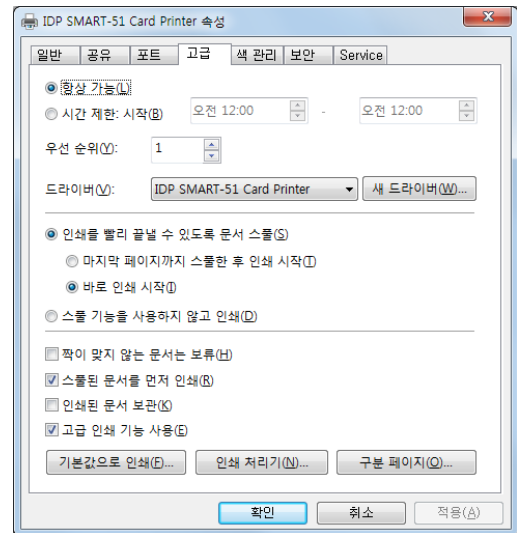 IDP SMART-51 Card Printer 속성
일반 공유 포트 고급 색 관리 보안 Service
항상 가능(L)
시간 제한: 시작(B) 오전 12:00 - 오전 12:00
우선 순위(Y): 1
드라이버(V): IDP SMART-51 Card Printer 새 드라이버(W)...
인쇄를 빨리 끝낼 수 있도록 문서 스풀(S)
마지막 페이지까지 스풀한 후 인쇄 시작(T)
바로 인쇄 시작(I)
스풀 기능을 사용하지 않고 인쇄(D)
짝이 맞지 않는 문서는 보류(H)
스풀된 문서를 먼저 인쇄(R)
인쇄된 문서 보관(K)
고급 인쇄 기능 사용(E)
기본값으로 인쇄(F)... 인쇄 처리기(N)... 구분 페이지(O)...
확인 취소 적용(A)